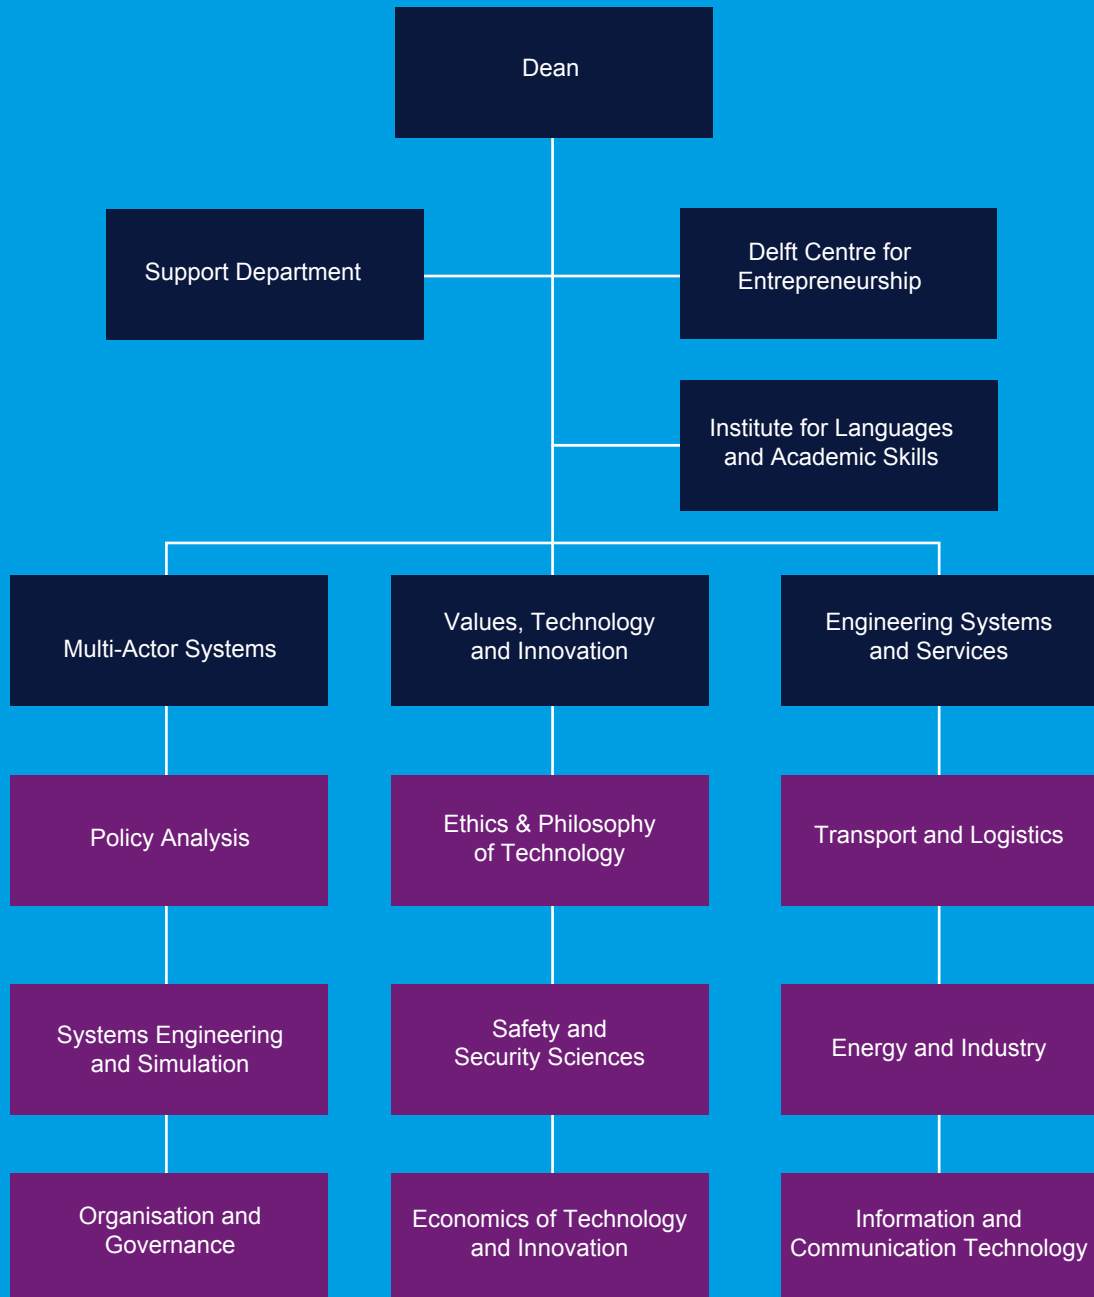 Dean
Support Department
Delft Centre for
Entrepreneurship
Institute for Languages
and Academic Skills
Multi-Actor Systems
Values, Technology
and Innovation
Engineering Systems
and Services
Policy Analysis
Ethics & Philosophy
of Technology
Transport and Logistics
Systems Engineering
and Simulation
Safety and
Security Sciences
Energy and Industry
Organisation and
Governance
Economics of Technology
and Innovation
Information and
Communication Technology